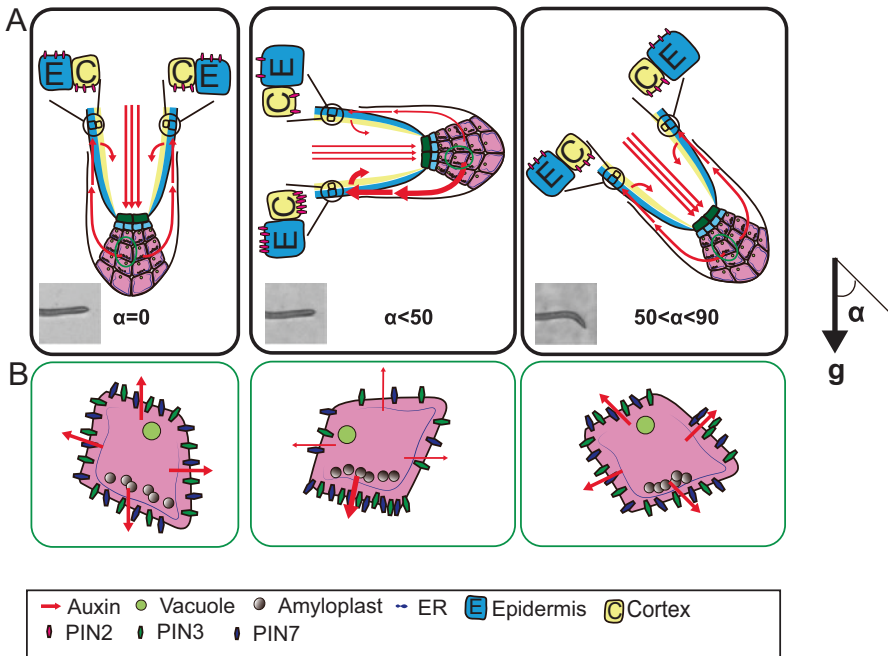 A
E C
C E
E
C
C
E
C E
E C
α=0
α<50
50<α<90
α
g
B
Auxin Vacuole Amyloplast ER E Epidermis C Cortex
PIN2 PIN3 PIN7